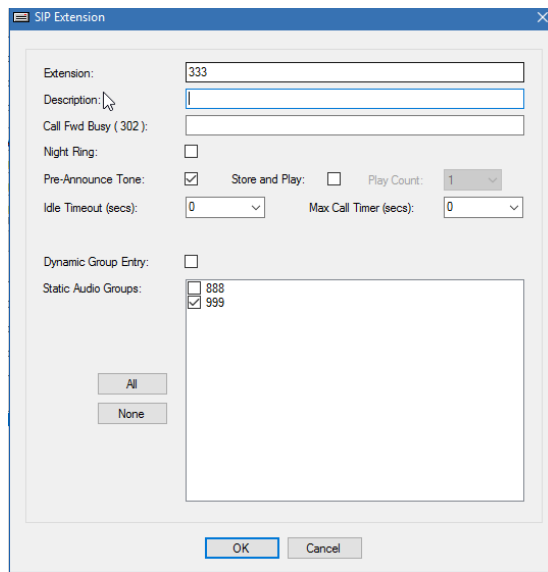 SIP Extension
Extension: 333
Description:
Call Fwd Busy ( 302 ):
Night Ring:
Pre-Announce Tone: Store and Play: Play Count: 1
Idle Timeout (secs): 0 Max Call Timer (secs): 0
Dynamic Group Entry:
Static Audio Groups: 888
999
All
None
OK Cancel